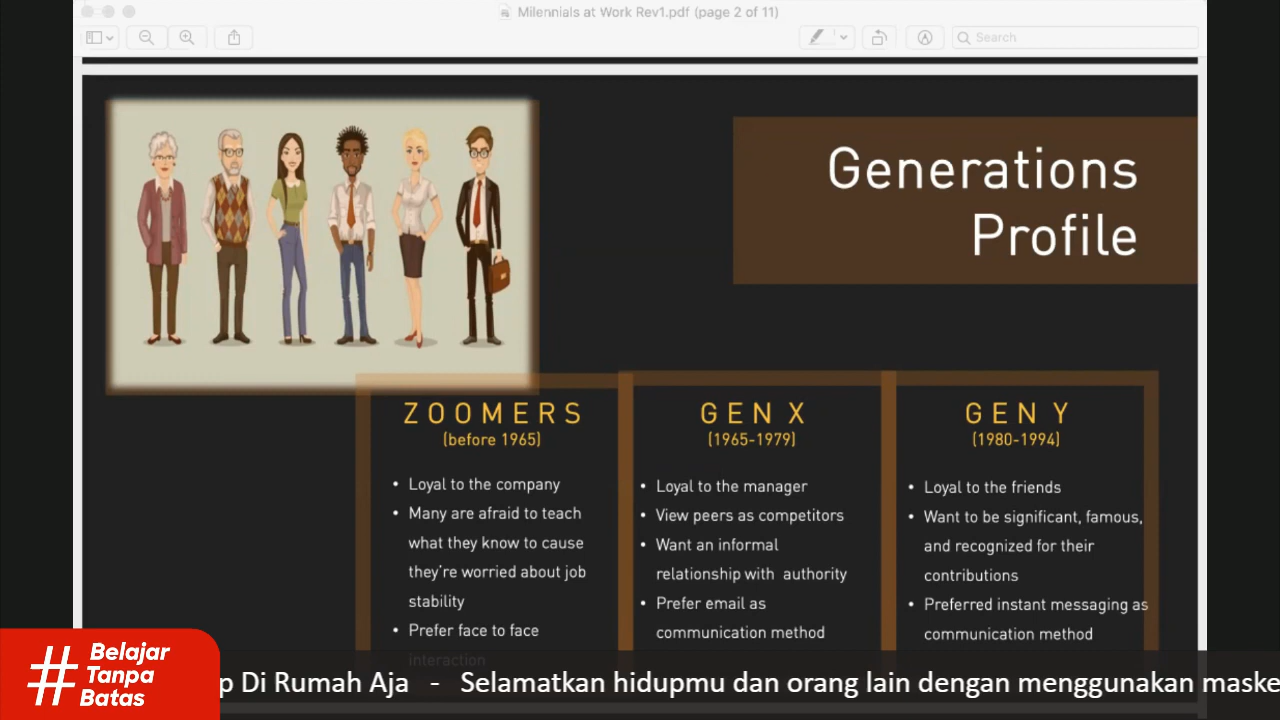 Milennials at Work Rev1.pdf (page 2 of 11)
Search
Generations
Profile
ZOOMERS
(before 1965)
• Loyal to the company
• Many are afraid to teach
what they know to cause
they're worried about job
stability
• Prefer face to face
interaction
GEN X
(1965-1979)
• Loyal to the manager
• View peers as competitors
• Want an informal
relationship with authority
• Prefer email as
communication method
GEN Y
(1980-1994)
• Loyal to the friends
• Want to be significant, famous,
and recognized for their
contributions
• Preferred instant messaging as
communication method
# Belajar
Tanpa
Batas
p Di Rumah Aja - Selamatkan hidupmu dan orang lain dengan menggunakan maske